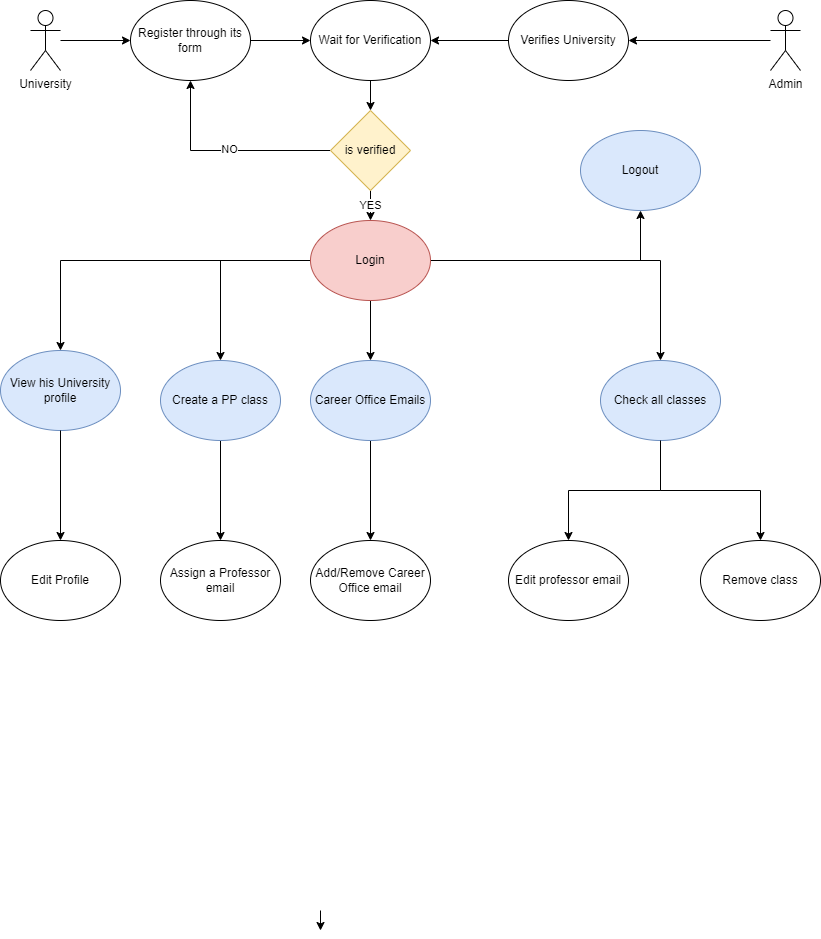 Register through its
form
Wait for Verification
Verifies University
University
Admin
NO
is verified
YES
Logout
Login
View his University
profile
Create a PP class
Career Office Emails
Check all classes
Edit Profile
Assign a Professor
email
Add/Remove Career
Office email
Edit professor email
Remove class